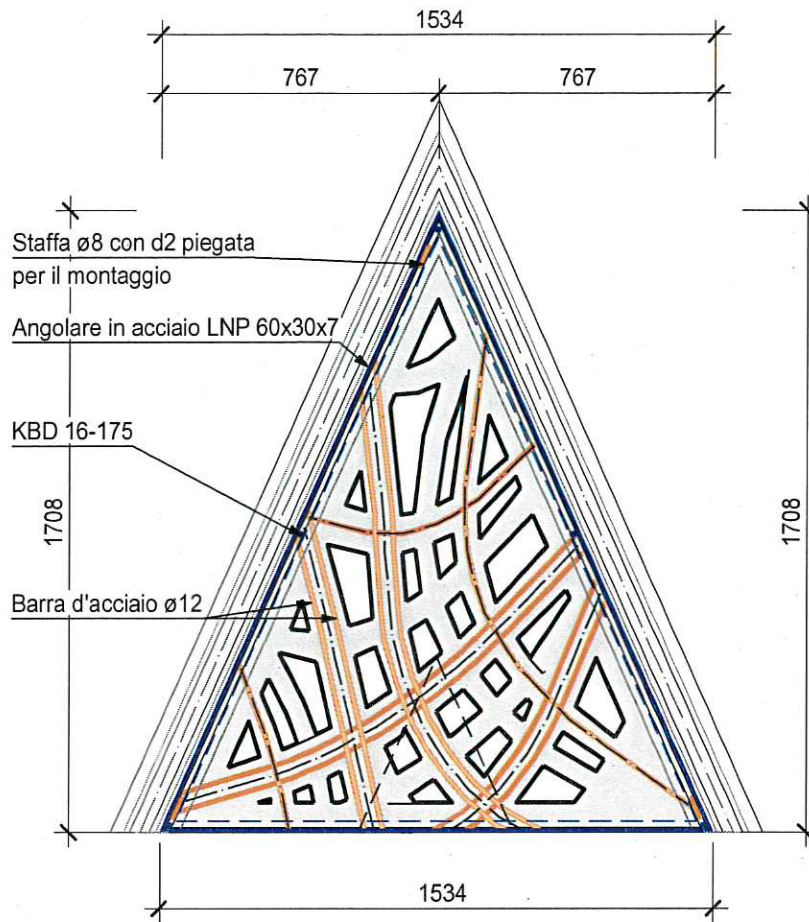 1534
767 767
Staffa ø8 con d2 piegata
per il montaggio
Angolare in acciaio LNP 60x30x7
KBD 16-175
1708
1708
Barra d'acciaio ø12
1534